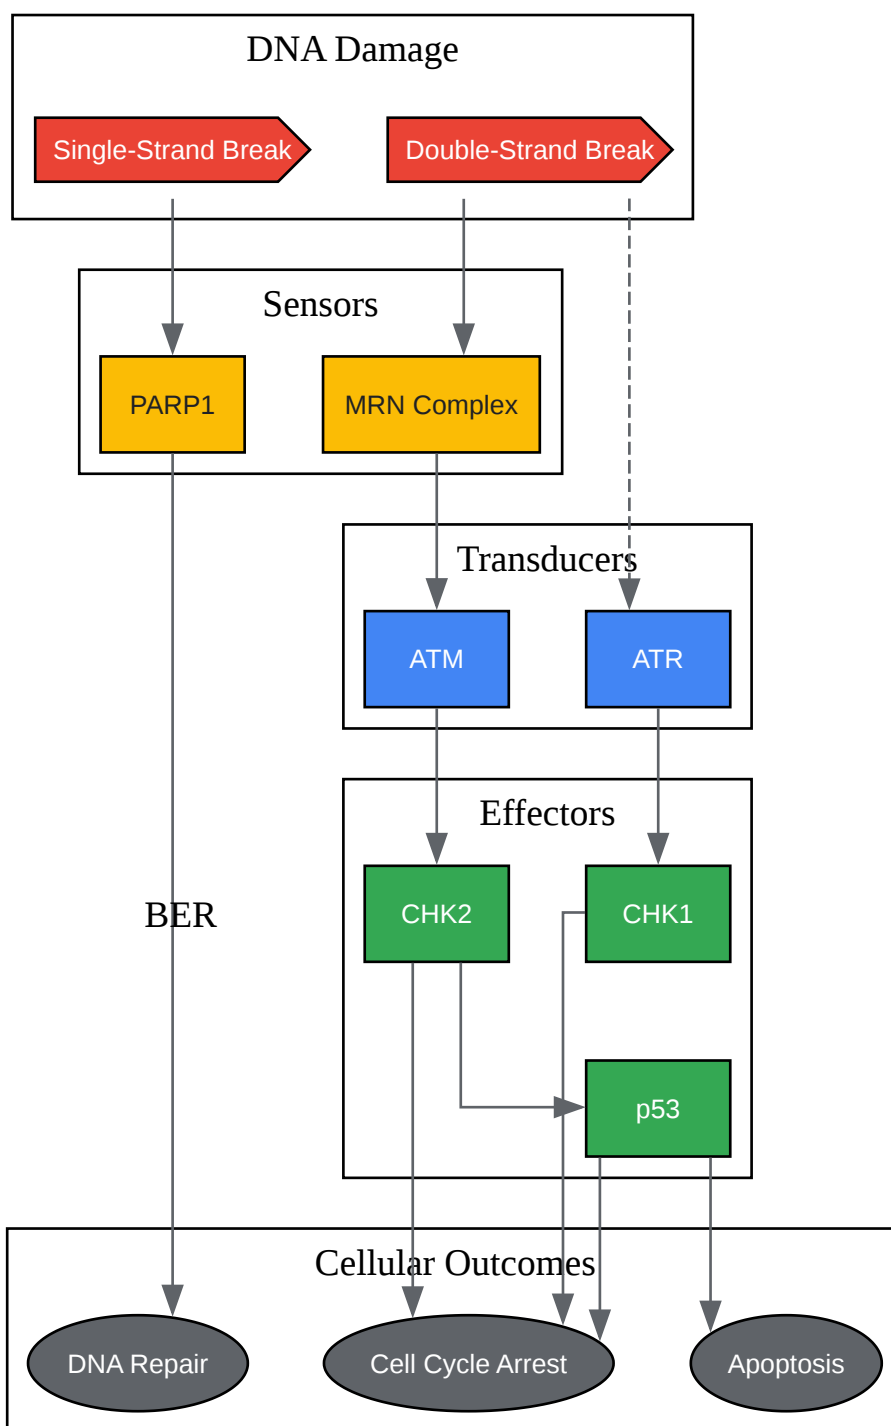 DNA Damage
Single-Strand Break
Double-Strand Break
Sensors
PARP1
MRN Complex
Transducers
ATM
ATR
Effectors
CHK2
CHK1
BER
p53
Cellular Outcomes
DNA Repair
Cell Cycle Arrest
Apoptosis